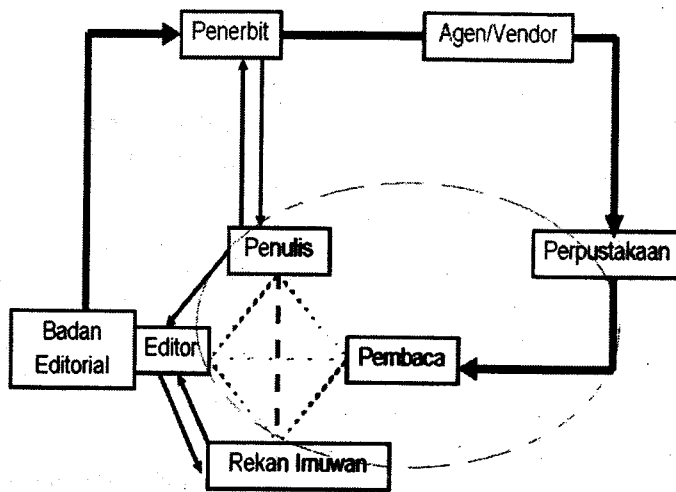 Penerbit
Agen/Vendor
Penulis
Perpustakaan
Badan
Editorial
Editor
Pembaca
Rekan Imuwan